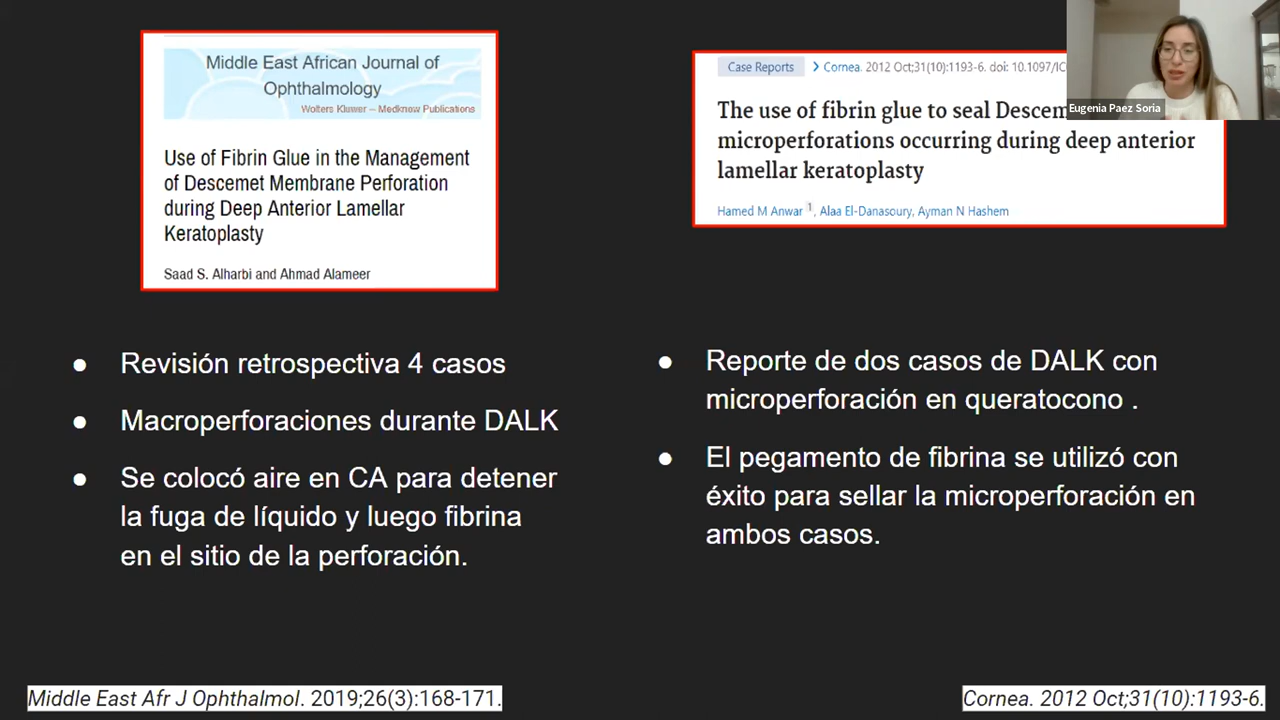 Middle East African Journal of
Ophthalmology
Wolters Kluwer – Medknow Publications
Use of Fibrin Glue in the Management
of Descemet Membrane Perforation
during Deep Anterior Lamellar
Keratoplasty
Saad S. Alharbi and Ahmad Alameer
● Revisión retrospectiva 4 casos
● Macroperforaciones durante DALK
● Se colocó aire en CA para detener
la fuga de líquido y luego fibrina
en el sitio de la perforación.
Middle East Afr J Ophthalmol. 2019;26(3):168-171.
Case Reports > Cornea. 2012 Oct;31(10):1193-6. doi: 10.1097/IC
Eugenia Paez Soria
The use of fibrin glue to seal Descem
microperforations occurring during deep anterior
lamellar keratoplasty
Hamed M Anwar 1, Alaa El-Danasoury, Ayman N Hashem
● Reporte de dos casos de DALK con
microperforación en queratocono .
● El pegamento de fibrina se utilizó con
éxito para sellar la microperforación en
ambos casos.
Cornea. 2012 Oct;31(10):1193-6.